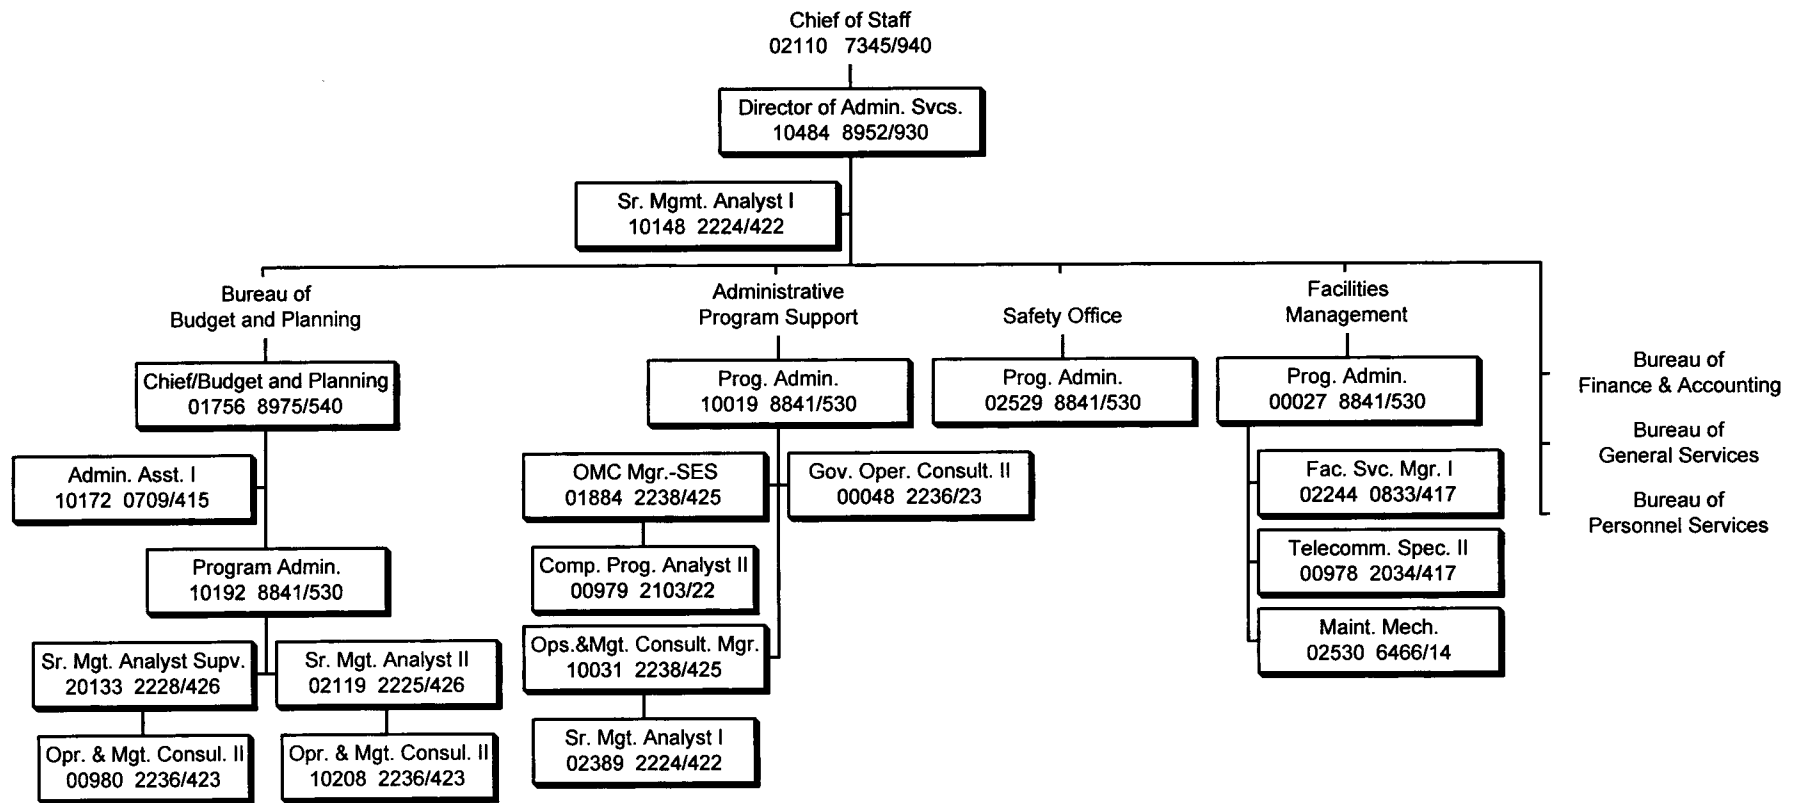 Chief of Staff
02110 7345/940
Director of Admin. Svcs.
10484 8952/930
Sr. Mgmt. Analyst I
10148 2224/422
Bureau of
Budget and Planning
Chief/Budget and Planning
01756 8975/540
Admin. Asst. I
10172 0709/415
Program Admin.
10192 8841/530
Sr. Mgt. Analyst Supv.
20133 2228/426
Sr. Mgt. Analyst II
02119 2225/426
Opr. & Mgt. Consul. II
00980 2236/423
Opr. & Mgt. Consul. II
10208 2236/423
Administrative
Program Support
Prog. Admin.
10019 8841/530
OMC Mgr.-SES
01884 2238/425
Gov. Oper. Consult. II
00048 2236/23
Comp. Prog. Analyst II
00979 2103/22
Ops.&Mgt. Consult. Mgr.
10031 2238/425
Sr. Mgt. Analyst I
02389 2224/422
Safety Office
Prog. Admin.
02529 8841/530
Facilities
Management
Prog. Admin.
00027 8841/530
Fac. Svc. Mgr. I
02244 0833/417
Telecomm. Spec. II
00978 2034/417
Maint. Mech.
02530 6466/14
Bureau of
Finance & Accounting
Bureau of
General Services
Bureau of
Personnel Services